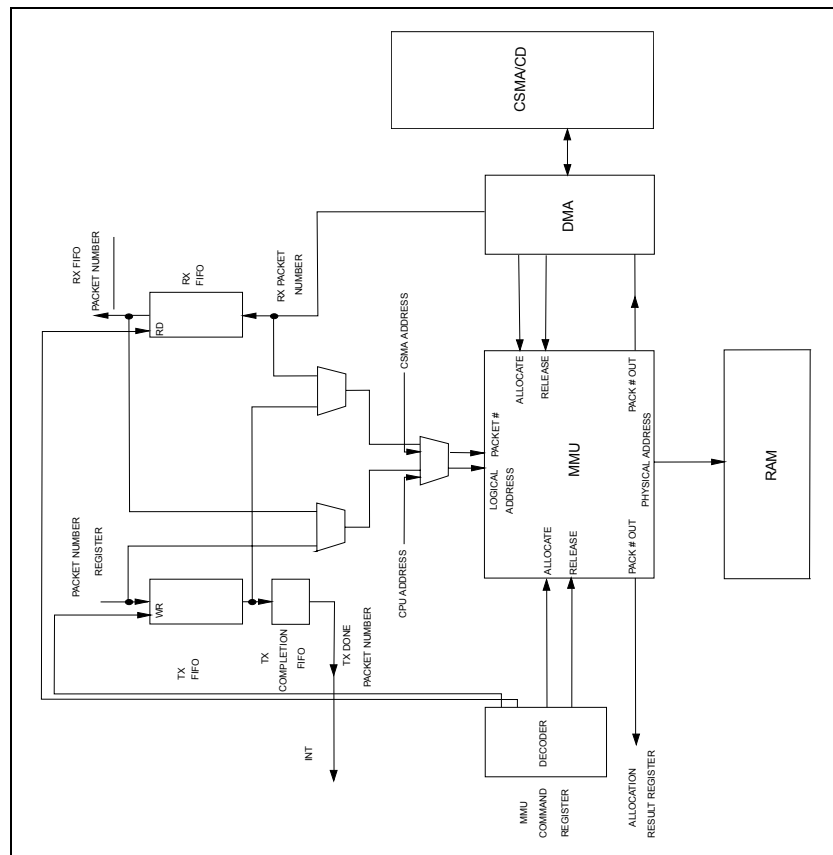 CSMA/CD
DMA
RX FIFO
PACKET NUMBER
RX
FIFO
RD
RX PACKET
NUMBER
CSMA ADDRESS
ALLOCATE
RELEASE
PACK # OUT
PACKET #
LOGICAL
ADDRESS
MMU
PHYSICAL ADDRESS
RAM
PACKET NUMBER
REGISTER
WR
TX
FIFO
TX
COMPLETION
FIFO
TX DONE
PACKET NUMBER
CPU ADDRESS
ALLOCATE
RELEASE
PACK # OUT
INT
DECODER
MMU
COMMAND
REGISTER
ALLOCATION
RESULT REGISTER